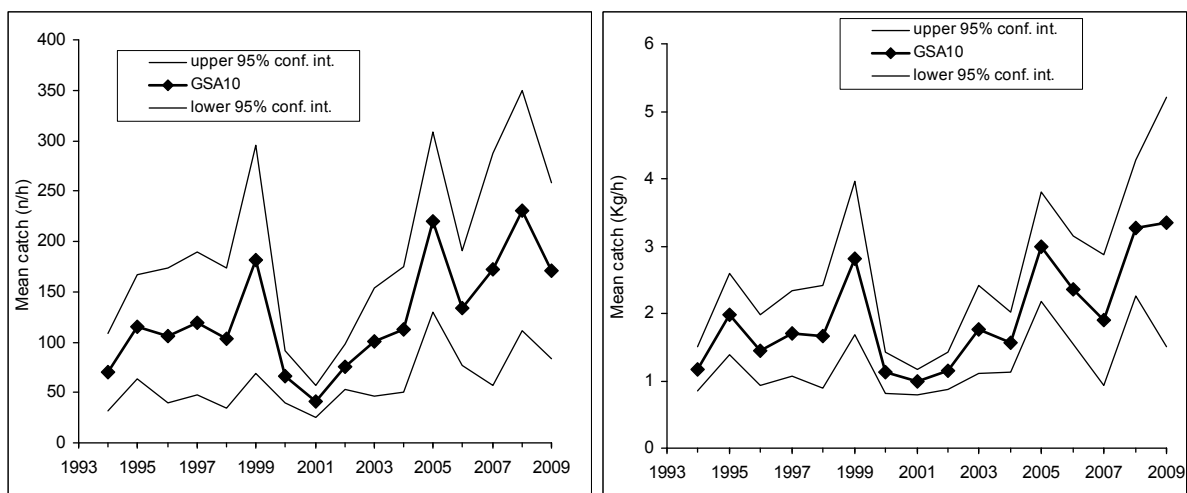 400
350
300
250
200
150
100
50
0
Mean catch (n/h)
upper 95% conf. int.
GSA10
lower 95% conf. int.
1993 1995 1997 1999 2001 2003 2005 2007 2009
6
5
4
3
2
1
0
Mean catch (Kg/h)
upper 95% conf. int.
GSA10
lower 95% conf. int.
1993 1995 1997 1999 2001 2003 2005 2007 2009